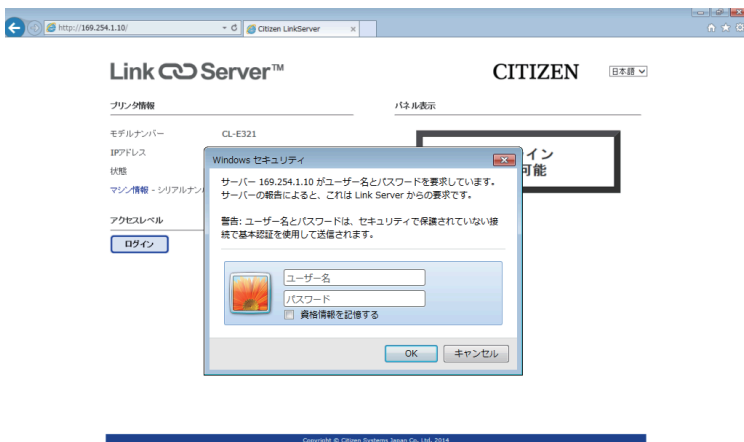 http://169.254.1.10/
Citizen LinkServer
Link Server™
CITIZEN
日本語
プリンタ情報
パネル表示
モデルナンバー CL-E321
IPアドレス
イン
状態
可能
マシン情報 - シリアルナン
アクセスレベル
ログイン
Windows セキュリティ
サーバー 169.254.1.10 がユーザー名とパスワードを要求しています。
サーバーの報告によると、これは Link Server からの要求です。
警告: ユーザー名とパスワードは、セキュリティで保護されていない接
続で基本認証を使用して送信されます。
ユーザー名
パスワード
資格情報を記憶する
OK キャンセル
Copyright © Citizen Systems Japan Co. Ltd. 2014